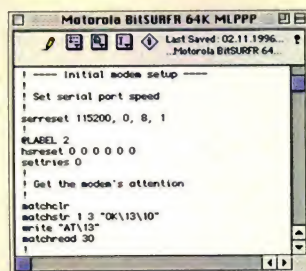 Motorola BitSURFR 64K MLPPP
Last Saved: 02.11.1996...
...Motorola BitSURFR 64...
! ---- Initial modem setup ----
!
! Set serial port speed
!
serreset 115200, 0, 8, 1
!
@LABEL 2
hsreset 0 0 0 0 0 0
settries 0
!
! Get the modem's attention
!
matchclr
matchstr 1 3 "OK\13\10"
write "AT\13"
matchread 30
!